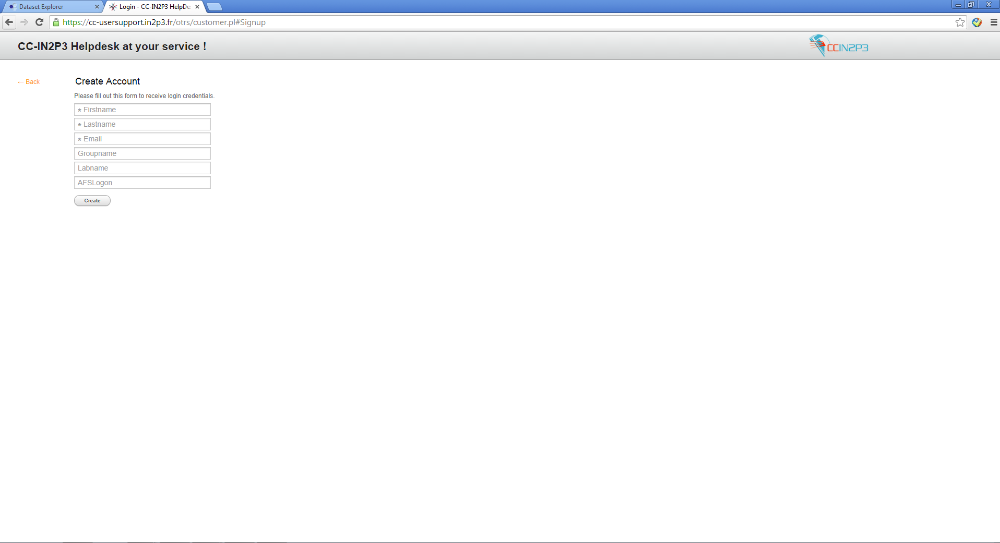 Dataset Explorer
Login - CC-IN2P3 HelpDe
https://cc-usersupport.in2p3.fr/otrs/customer.pl#Signup
CC-IN2P3 Helpdesk at your service !
CCIN2P3
← Back
Create Account
Please fill out this form to receive login credentials.
* Firstname
* Lastname
* Email
Groupname
Labname
AFSLogon
Create